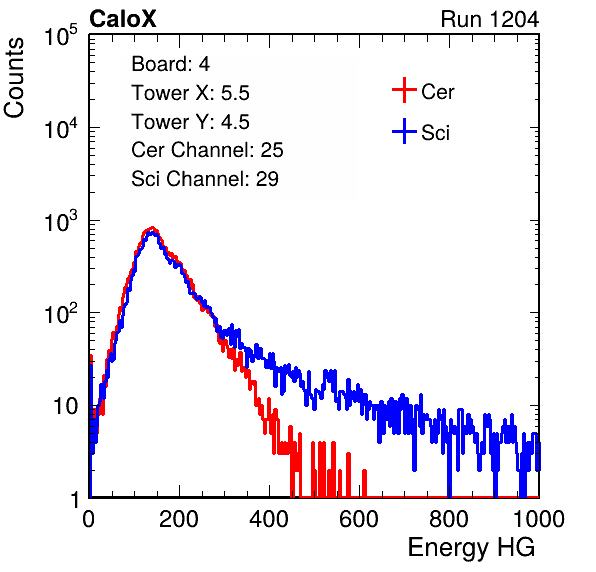 CaloX Run 1204
Counts
Board: 4
Tower X: 5.5
Tower Y: 4.5
Cer Channel: 25
Sci Channel: 29
Cer
Sci
10^5
10^4
10^3
10^2
10
1
0 200 400 600 800 1000
Energy HG